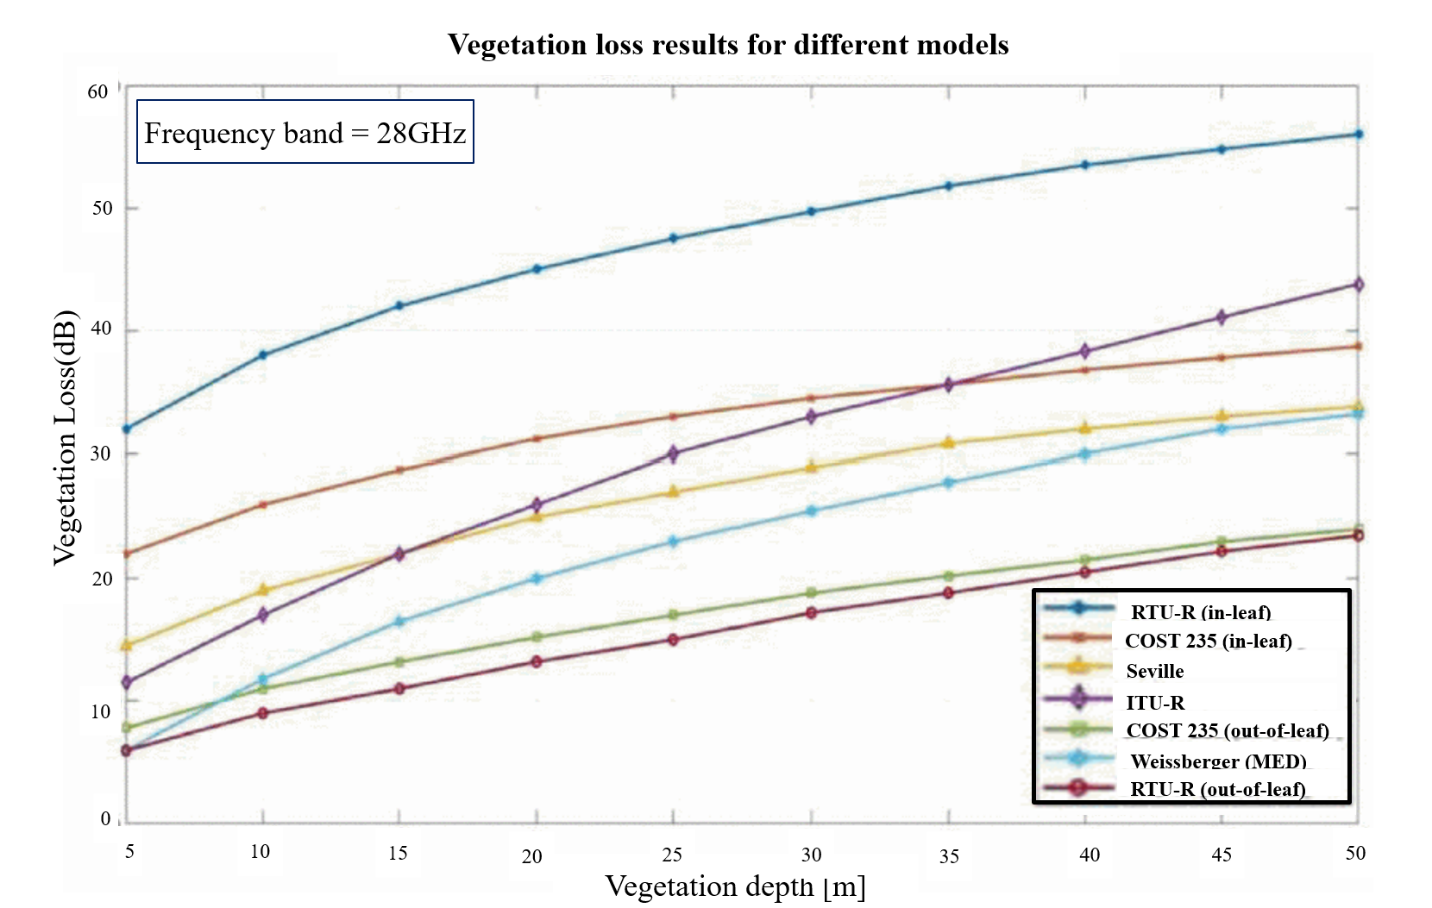 Vegetation loss results for different models
Frequency band = 28GHz
60
50
40
30
20
10
0
Vegetation Loss(dB)
RTU-R (in-leaf)
COST 235 (in-leaf)
Seville
ITU-R
COST 235 (out-of-leaf)
Weissberger (MED)
RTU-R (out-of-leaf)
5 10 15 20 25 30 35 40 45 50
Vegetation depth [m]